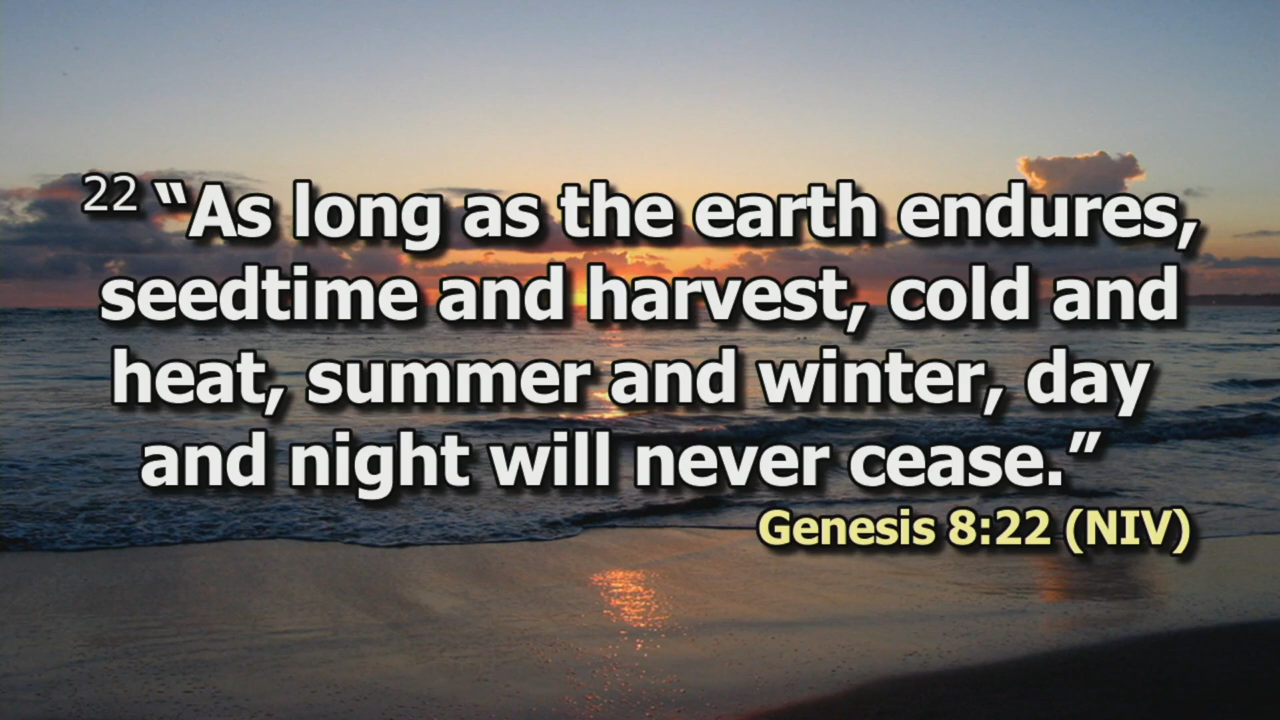 22 “As long as the earth endures,
seedtime and harvest, cold and
heat, summer and winter, day
and night will never cease.”
Genesis 8:22 (NIV)